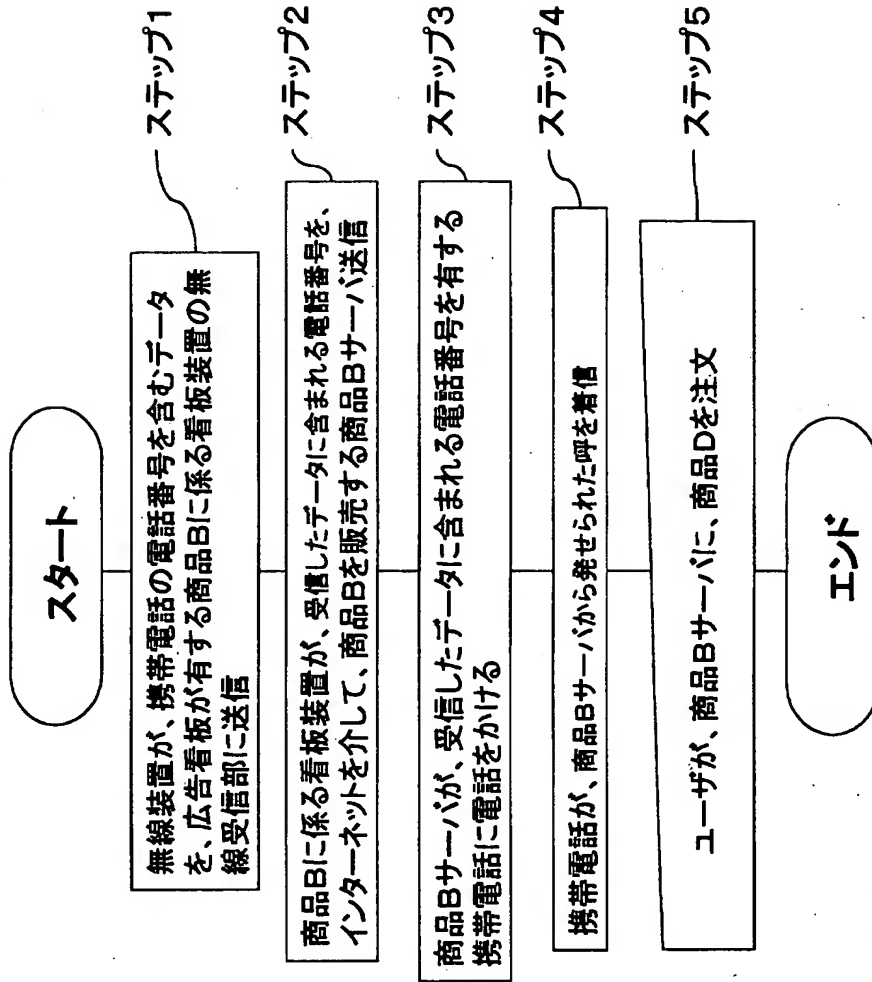 スタート
ステップ1
無線装置が、携帯電話の電話番号を含むデータ
を、広告看板が有する商品Bに係る看板装置の無
線受信部に送信
ステップ2
商品Bに係る看板装置が、受信したデータに含まれる電話番号を、
インターネットを介して、商品Bを販売する商品Bサーバ送信
ステップ3
商品Bサーバが、受信したデータに含まれる電話番号を有する
携帯電話に電話をかける
ステップ4
携帯電話が、商品Bサーバから発せられた呼を着信
ステップ5
ユーザが、商品Bサーバに、商品Dを注文
エンド